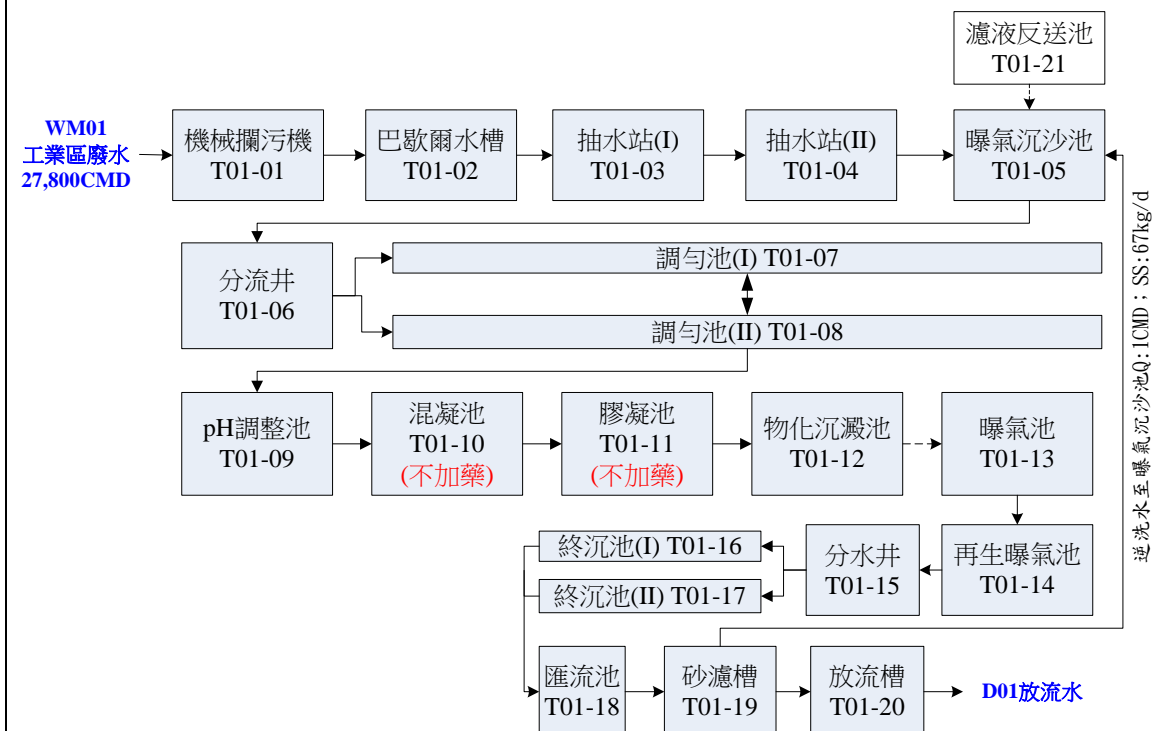 濾液反送池
T01-21
WM01
工業區廢水
27,800CMD
機械攔污機
T01-01
巴歇爾水槽
T01-02
抽水站(I)
T01-03
抽水站(II)
T01-04
曝氣沉沙池
T01-05
分流井
T01-06
調勻池(I) T01-07
調勻池(II) T01-08
逆洗水至曝氣沉沙池Q:1CMD；SS:67kg/d
pH調整池
T01-09
混凝池
T01-10
(不加藥)
膠凝池
T01-11
(不加藥)
物化沉澱池
T01-12
曝氣池
T01-13
再生曝氣池
T01-14
分水井
T01-15
終沉池(I) T01-16
終沉池(II) T01-17
匯流池
T01-18
砂濾槽
T01-19
放流槽
T01-20
D01放流水